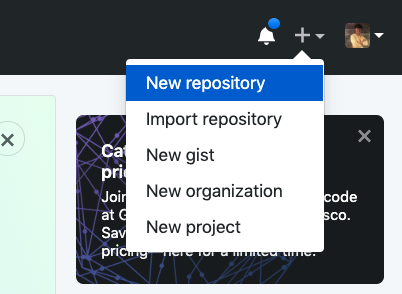 New repository
Import repository
New gist
New organization
New project
Cat
pric
Join
code
at G
sco.
Sav
pricing – here for a limited time.